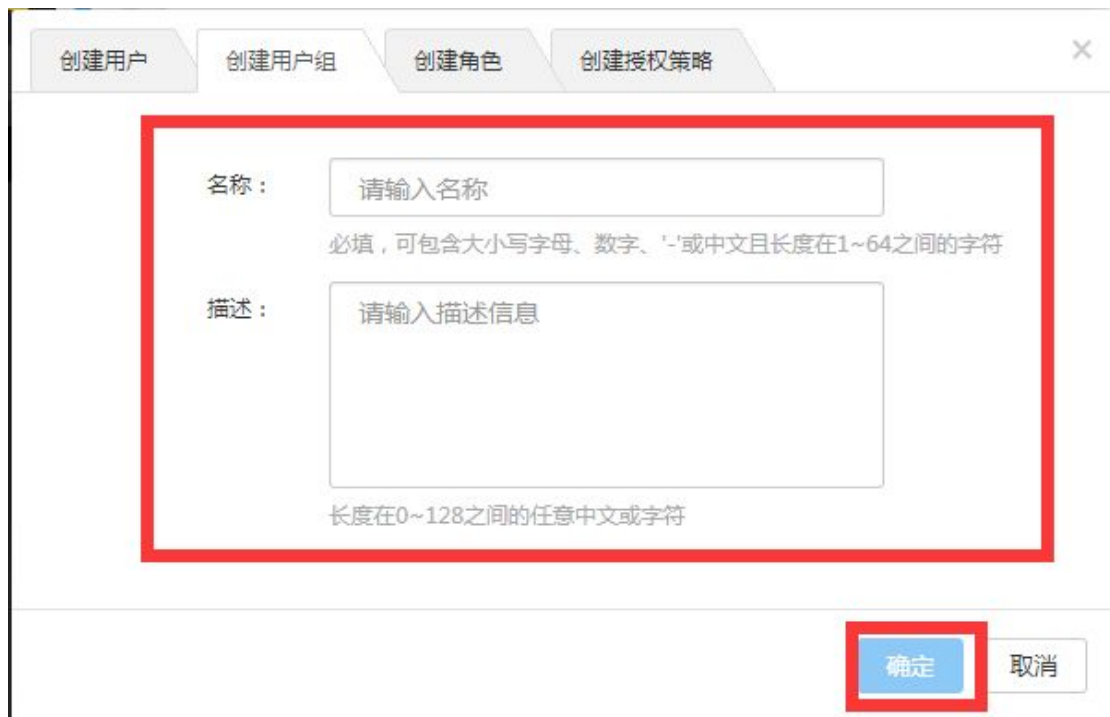 创建用户 创建用户组 创建角色 创建授权策略 ×
名称： 请输入名称
必填，可包含大小写字母、数字、'-'或中文且长度在1~64之间的字符
描述： 请输入描述信息
长度在0~128之间的任意中文或字符
确定 取消